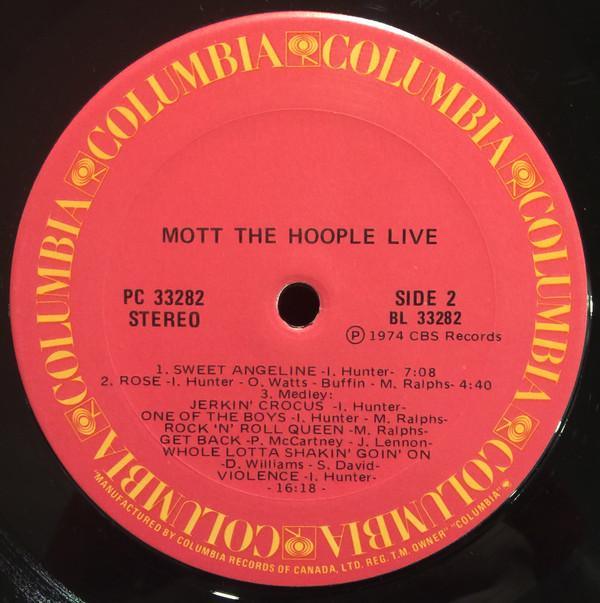 COLUMBIA COLUMBIA COLUMBIA COLUMBIA COLUMBIA COLUMBIA COLUMBIA COLUMBIA
MOTT THE HOOPLE LIVE
PC 33282
STEREO
SIDE 2
BL 33282
Ⓟ 1974 CBS Records
1. SWEET ANGELINE -I. Hunter- 7:08
2. ROSE -I. Hunter - O. Watts - Buffin - M. Ralphs- 4:40
3. Medley:
JERKIN' CROCUS -I. Hunter-
ONE OF THE BOYS -I. Hunter - M. Ralphs-
ROCK 'N' ROLL QUEEN -M. Ralphs-
GET BACK -P. McCartney - J. Lennon-
WHOLE LOTTA SHAKIN' GOIN' ON
-D. Williams - S. David-
VIOLENCE -I. Hunter-
- 16:18 -
"MANUFACTURED BY COLUMBIA RECORDS OF CANADA, LTD. REG. T.M. OWNER" "COLUMBIA"